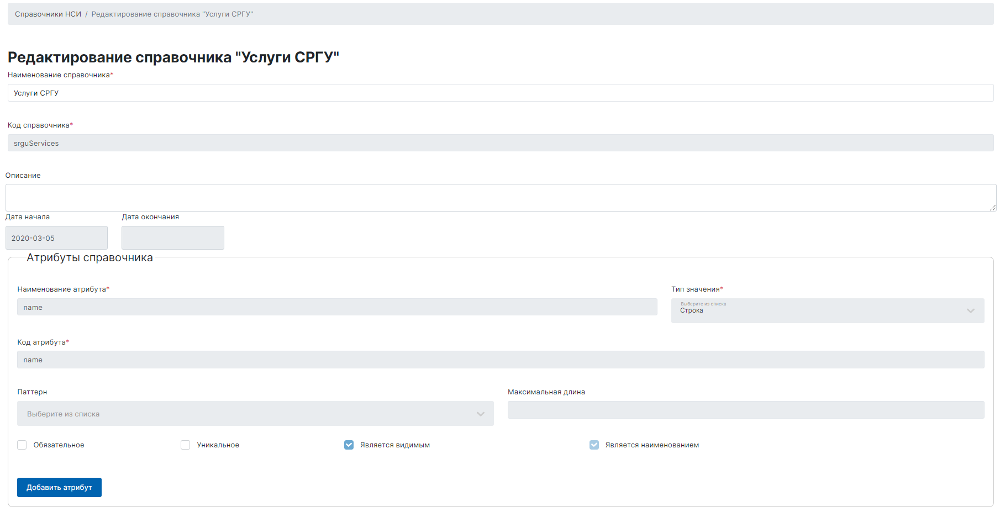 Справочники НСИ / Редактирование справочника "Услуги СРГУ"
Редактирование справочника "Услуги СРГУ"
Наименование справочника*
Услуги СРГУ
Код справочника*
srguServices
Описание
Дата начала Дата окончания
2020-03-05
Атрибуты справочника
Наименование атрибута* Тип значения*
name
Выберите из списка
Строка
Код атрибута*
name
Паттерн Максимальная длина
Выберите из списка
Обязательное Уникальное Является видимым Является наименованием
Добавить атрибут